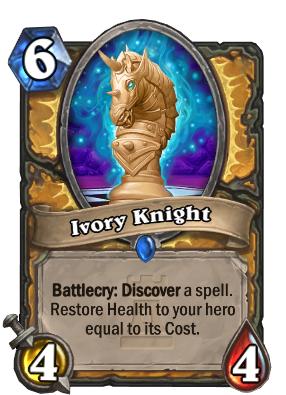 6
Ivory Knight
Battlecry: Discover a spell.
Restore Health to your hero
equal to its Cost.
4
4